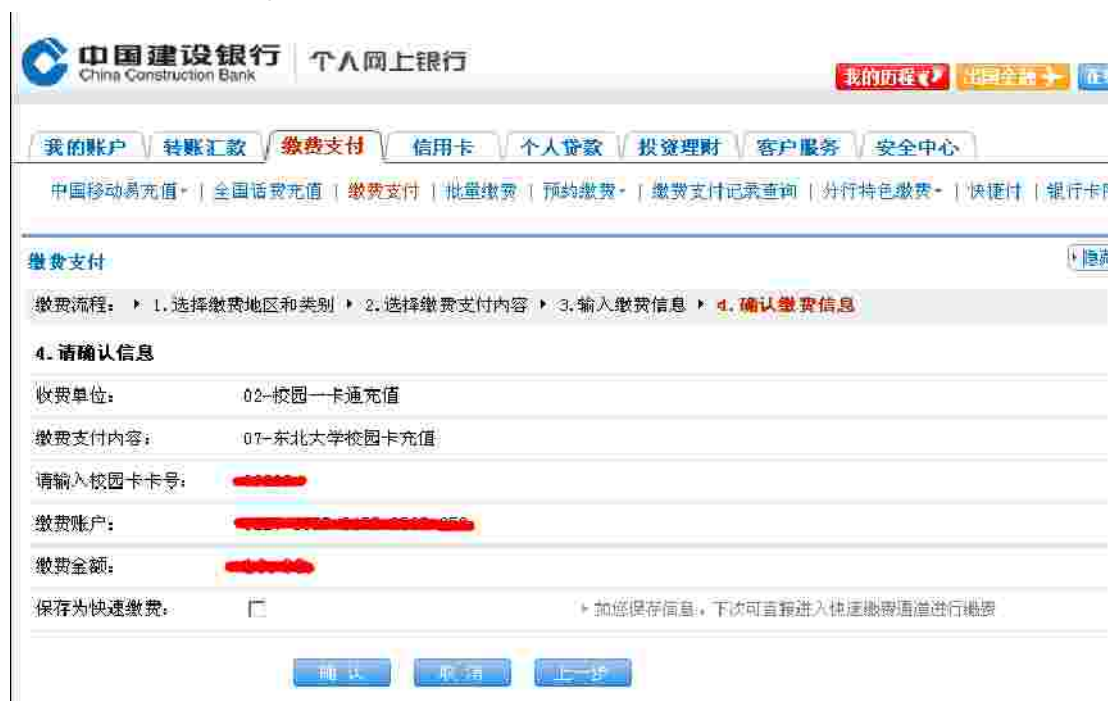 中国建设银行 个人网上银行
China Construction Bank
我的历程 出国金融
我的账户 转账汇款 缴费支付 信用卡 个人贷款 投资理财 客户服务 安全中心
中国移动易充值 | 全国话费充值 | 缴费支付 | 批量缴费 | 预约缴费 | 缴费支付记录查询 | 分行特色缴费 | 快捷付 | 银行卡
缴费支付
缴费流程： 1.选择缴费地区和类别 2.选择缴费支付内容 3.输入缴费信息 4.确认缴费信息
4.请确认信息
收费单位： 02-校园一卡通充值
缴费支付内容： 07-东北大学校园卡充值
请输入校园卡卡号：
缴费账户：
缴费金额：
保存为快速缴费： 如您保存信息，下次可直接进入快速缴费通道进行缴费
确认 取消 上一步